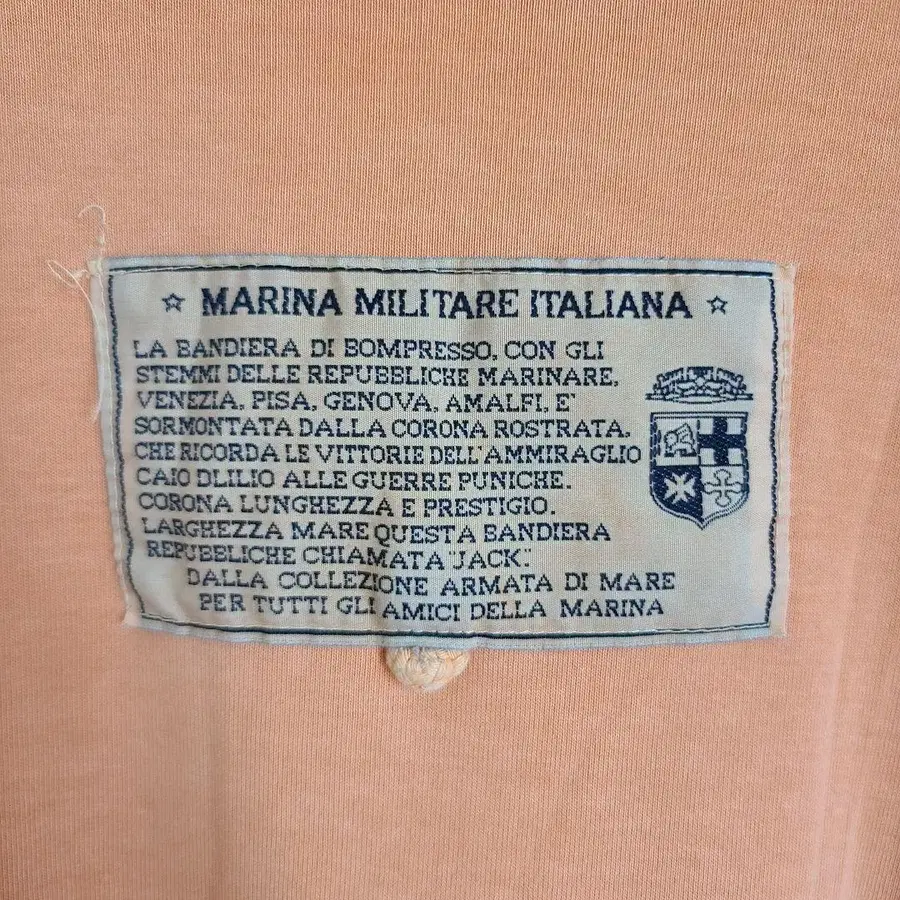 ☆ MARINA MILITARE ITALIANA ☆
LA BANDIERA DI BOMPRESSO, CON GLI
STEMMI DELLE REPUBBLICHE MARINARE,
VENEZIA, PISA, GENOVA, AMALFI, E'
SORMONTATA DALLA CORONA ROSTRATA,
CHE RICORDA LE VITTORIE DELL'AMMIRAGLIO
CAIO DLILIO ALLE GUERRE PUNICHE.
CORONA LUNGHEZZA E PRESTIGIO.
LARGHEZZA MARE QUESTA BANDIERA
REPUBBLICHE CHIAMATA "JACK".
DALLA COLLEZIONE ARMATA DI MARE
PER TUTTI GLI AMICI DELLA MARINA